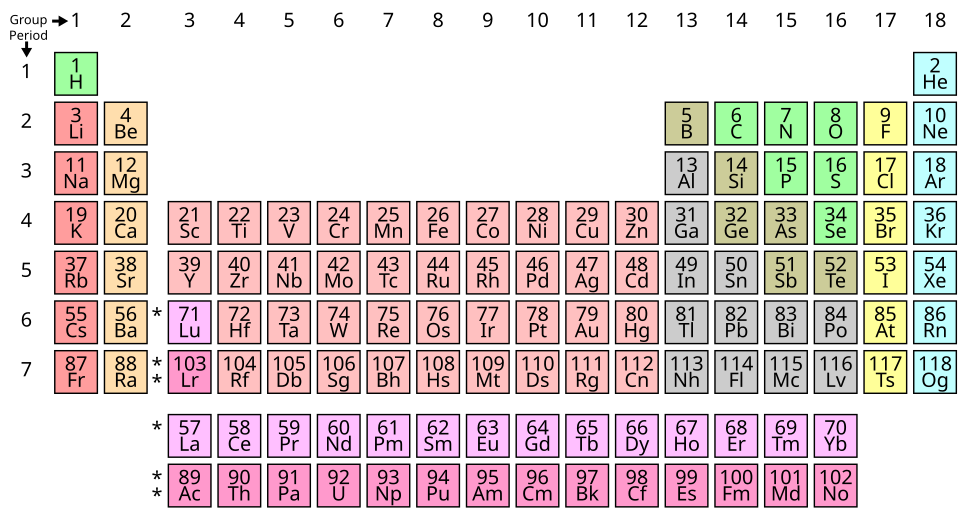 Group 1 2 3 4 5 6 7 8 9 10 11 12 13 14 15 16 17 18
Period
1 1 2
H He
2 3 4 5 6 7 8 9 10
Li Be B C N O F Ne
3 11 12 13 14 15 16 17 18
Na Mg Al Si P S Cl Ar
4 19 20 21 22 23 24 25 26 27 28 29 30 31 32 33 34 35 36
K Ca Sc Ti V Cr Mn Fe Co Ni Cu Zn Ga Ge As Se Br Kr
5 37 38 39 40 41 42 43 44 45 46 47 48 49 50 51 52 53 54
Rb Sr Y Zr Nb Mo Tc Ru Rh Pd Ag Cd In Sn Sb Te I Xe
6 55 56 * 71 72 73 74 75 76 77 78 79 80 81 82 83 84 85 86
Cs Ba Lu Hf Ta W Re Os Ir Pt Au Hg Tl Pb Bi Po At Rn
7 87 88 * 103 104 105 106 107 108 109 110 111 112 113 114 115 116 117 118
Fr Ra * Lr Rf Db Sg Bh Hs Mt Ds Rg Cn Nh Fl Mc Lv Ts Og
* 57 58 59 60 61 62 63 64 65 66 67 68 69 70
La Ce Pr Nd Pm Sm Eu Gd Tb Dy Ho Er Tm Yb
* 89 90 91 92 93 94 95 96 97 98 99 100 101 102
* Ac Th Pa U Np Pu Am Cm Bk Cf Es Fm Md No